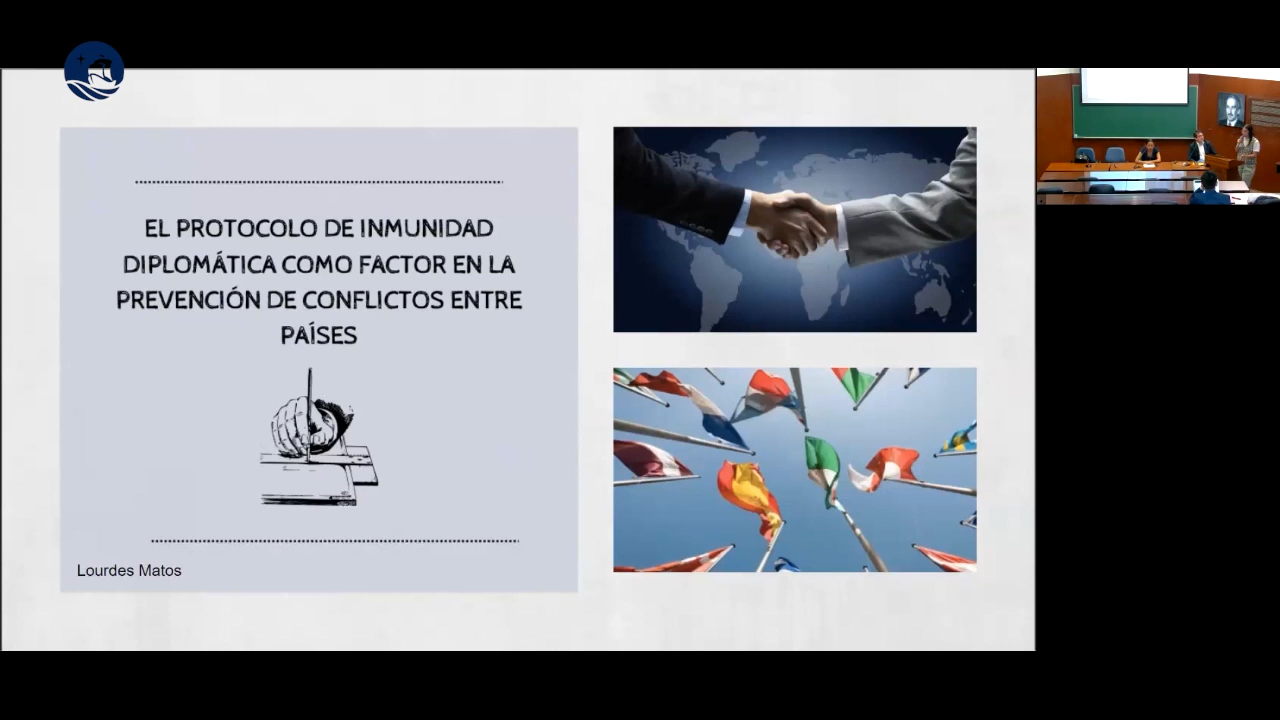 EL PROTOCOLO DE INMUNIDAD
DIPLOMÁTICA COMO FACTOR EN LA
PREVENCIÓN DE CONFLICTOS ENTRE
PAÍSES
Lourdes Matos